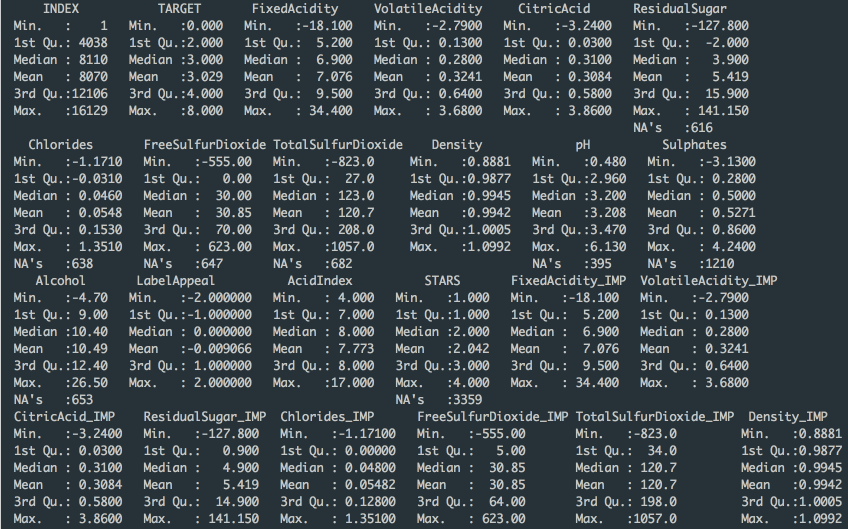 INDEX TARGET FixedAcidity VolatileAcidity CitricAcid ResidualSugar
Min. : 1 Min. :0.000 Min. :-18.100 Min. :-2.7900 Min. :-3.2400 Min. :-127.800
1st Qu.: 4038 1st Qu.:2.000 1st Qu.: 5.200 1st Qu.: 0.1300 1st Qu.: 0.0300 1st Qu.: -2.000
Median : 8110 Median :3.000 Median : 6.900 Median : 0.2800 Median : 0.3100 Median : 3.900
Mean : 8070 Mean :3.029 Mean : 7.076 Mean : 0.3241 Mean : 0.3084 Mean : 5.419
3rd Qu.:12106 3rd Qu.:4.000 3rd Qu.: 9.500 3rd Qu.: 0.6400 3rd Qu.: 0.5800 3rd Qu.: 15.900
Max. :16129 Max. :8.000 Max. : 34.400 Max. : 3.6800 Max. : 3.8600 Max. : 141.150
NA's :616
Chlorides FreeSulfurDioxide TotalSulfurDioxide Density pH Sulphates
Min. :-1.1710 Min. :-555.00 Min. :-823.0 Min. :0.8881 Min. :0.480 Min. :-3.1300
1st Qu.:-0.0310 1st Qu.: 0.00 1st Qu.: 27.0 1st Qu.:0.9877 1st Qu.:2.960 1st Qu.: 0.2800
Median : 0.0460 Median : 30.00 Median : 123.0 Median :0.9945 Median :3.200 Median : 0.5000
Mean : 0.0548 Mean : 30.85 Mean : 120.7 Mean :0.9942 Mean :3.208 Mean : 0.5271
3rd Qu.: 0.1530 3rd Qu.: 70.00 3rd Qu.: 208.0 3rd Qu.:1.0005 3rd Qu.:3.470 3rd Qu.: 0.8600
Max. : 1.3510 Max. : 623.00 Max. :1057.0 Max. :1.0992 Max. :6.130 Max. : 4.2400
NA's :638 NA's :647 NA's :682 NA's :395 NA's :1210
Alcohol LabelAppeal AcidIndex STARS FixedAcidity_IMP VolatileAcidity_IMP
Min. :-4.70 Min. :-2.000000 Min. : 4.000 Min. :1.000 Min. :-18.100 Min. :-2.7900
1st Qu.: 9.00 1st Qu.:-1.000000 1st Qu.: 7.000 1st Qu.:1.000 1st Qu.: 5.200 1st Qu.: 0.1300
Median :10.40 Median : 0.000000 Median : 8.000 Median :2.000 Median : 6.900 Median : 0.2800
Mean :10.49 Mean :-0.009066 Mean : 7.773 Mean :2.042 Mean : 7.076 Mean : 0.3241
3rd Qu.:12.40 3rd Qu.: 1.000000 3rd Qu.: 8.000 3rd Qu.:3.000 3rd Qu.: 9.500 3rd Qu.: 0.6400
Max. :26.50 Max. : 2.000000 Max. :17.000 Max. :4.000 Max. : 34.400 Max. : 3.6800
NA's :653 NA's :3359
CitricAcid_IMP ResidualSugar_IMP Chlorides_IMP FreeSulfurDioxide_IMP TotalSulfurDioxide_IMP Density_IMP
Min. :-3.2400 Min. :-127.800 Min. :-1.17100 Min. :-555.00 Min. :-823.0 Min. :0.8881
1st Qu.: 0.0300 1st Qu.: 0.900 1st Qu.: 0.00000 1st Qu.: 5.00 1st Qu.: 34.0 1st Qu.:0.9877
Median : 0.3100 Median : 4.900 Median : 0.04800 Median : 30.85 Median : 120.7 Median :0.9945
Mean : 0.3084 Mean : 5.419 Mean : 0.05482 Mean : 30.85 Mean : 120.7 Mean :0.9942
3rd Qu.: 0.5800 3rd Qu.: 14.900 3rd Qu.: 0.12800 3rd Qu.: 64.00 3rd Qu.: 198.0 3rd Qu.:1.0005
Max. : 3.8600 Max. : 141.150 Max. : 1.35100 Max. : 623.00 Max. :1057.0 Max. :1.0992